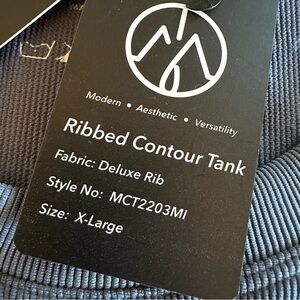 Modern • Aesthetic • Versatility
Ribbed Contour Tank
Fabric: Deluxe Rib
Style No: MCT2203MI
Size: X-Large